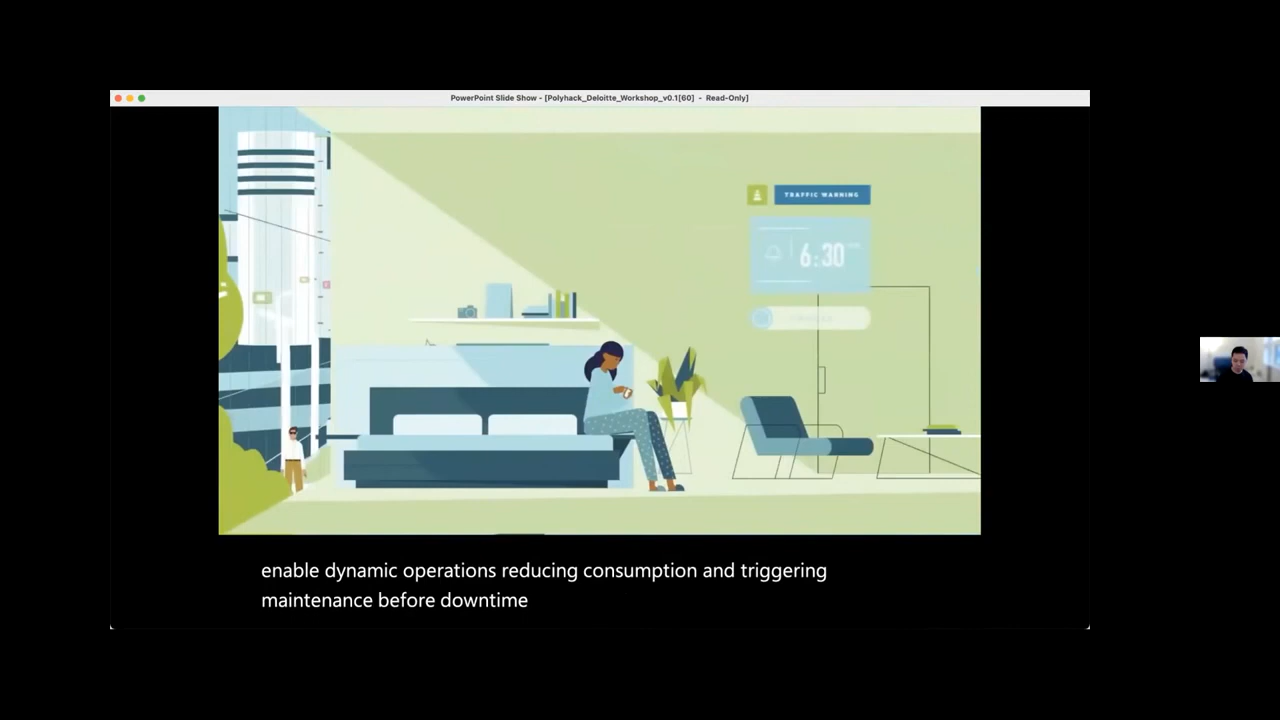 PowerPoint Slide Show - [Polyhack_Deloitte_Workshop_v0.1[60] - Read-Only]
TRAFFIC WARNING
6:30
enable dynamic operations reducing consumption and triggering
maintenance before downtime